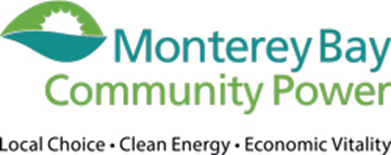 Monterey Bay
Community Power
Local Choice • Clean Energy • Economic Vitality